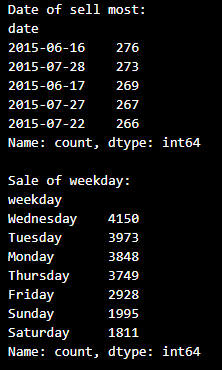 Date of sell most:
date
2015-06-16    276
2015-07-28    273
2015-06-17    269
2015-07-27    267
2015-07-22    266
Name: count, dtype: int64

Sale of weekday:
weekday
Wednesday    4150
Tuesday      3973
Monday       3848
Thursday     3749
Friday       2928
Sunday       1995
Saturday     1811
Name: count, dtype: int64